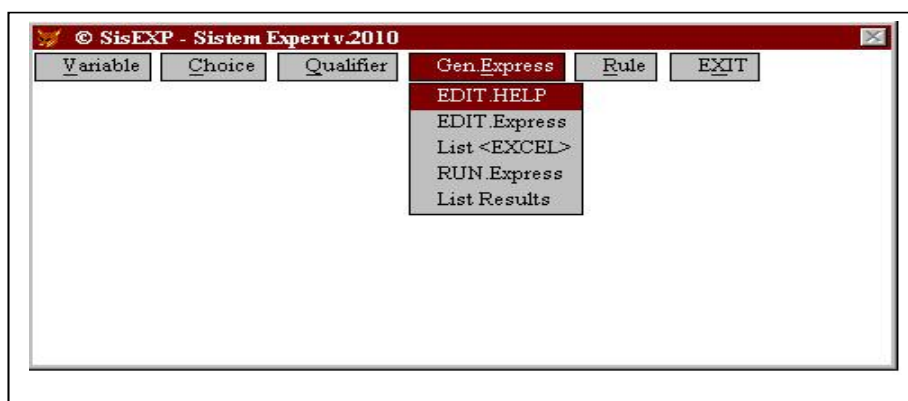 © SisEXP - Sistem Expert v.2010
Variable Choice Qualifier Gen.Express Rule EXIT
EDIT.HELP
EDIT.Express
List <EXCEL>
RUN.Express
List Results